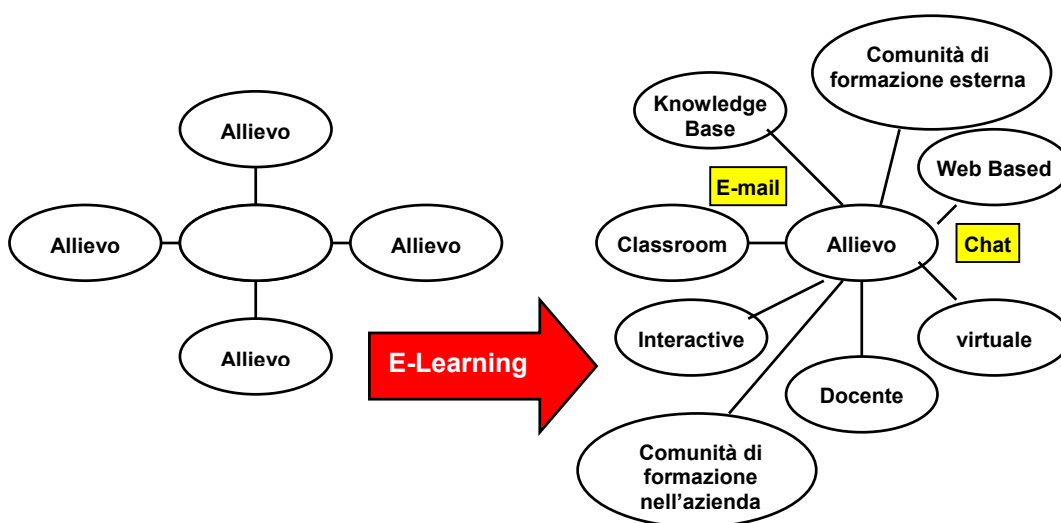 Allievo
Allievo
Allievo
Allievo
E-Learning
Comunità di
formazione esterna
Knowledge
Base
Web Based
E-mail
Classroom
Allievo
Chat
Interactive
virtuale
Docente
Comunità di
formazione
nell'azienda